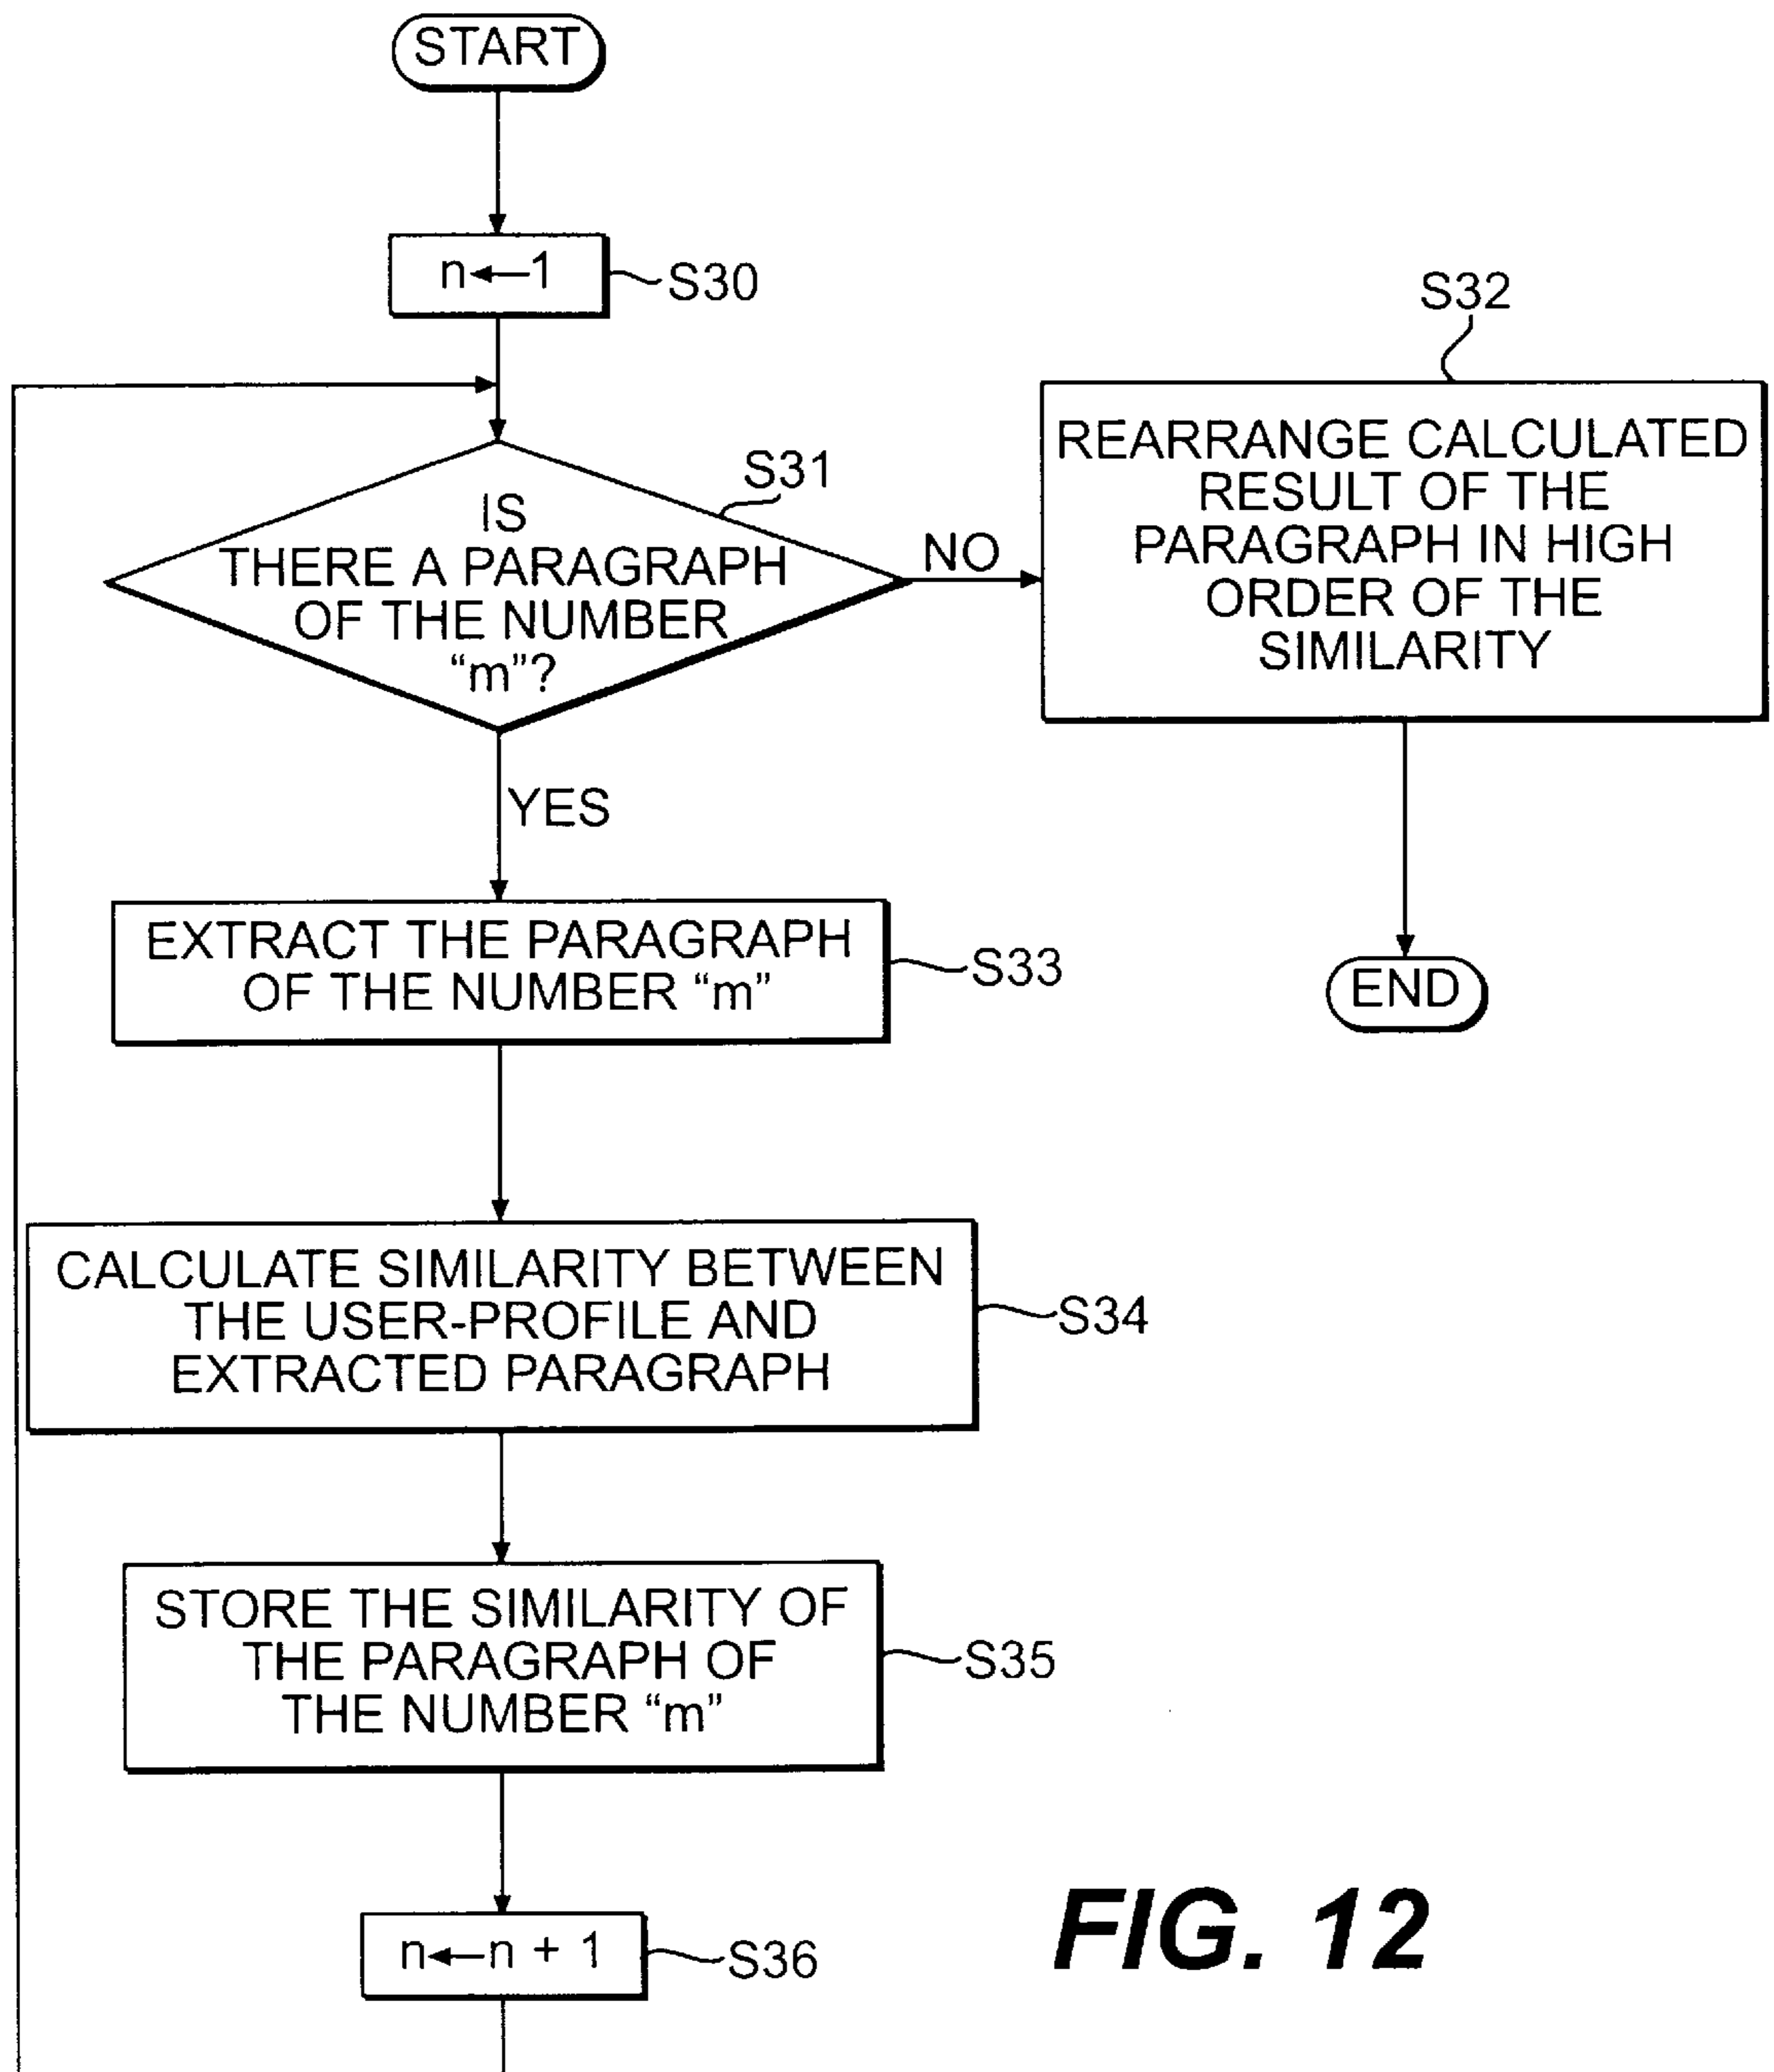 START
n←1
S30
IS
THERE A PARAGRAPH
OF THE NUMBER
“m”?
S31
NO
S32
REARRANGE CALCULATED
RESULT OF THE
PARAGRAPH IN HIGH
ORDER OF THE
SIMILARITY
END
YES
EXTRACT THE PARAGRAPH
OF THE NUMBER “m”
S33
CALCULATE SIMILARITY BETWEEN
THE USER-PROFILE AND
EXTRACTED PARAGRAPH
S34
STORE THE SIMILARITY OF
THE PARAGRAPH OF
THE NUMBER “m”
S35
n←n + 1
S36
FIG. 12